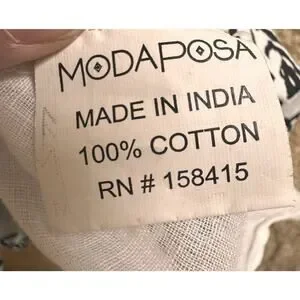 MODAPOSA
MADE IN INDIA
100% COTTON
RN # 158415